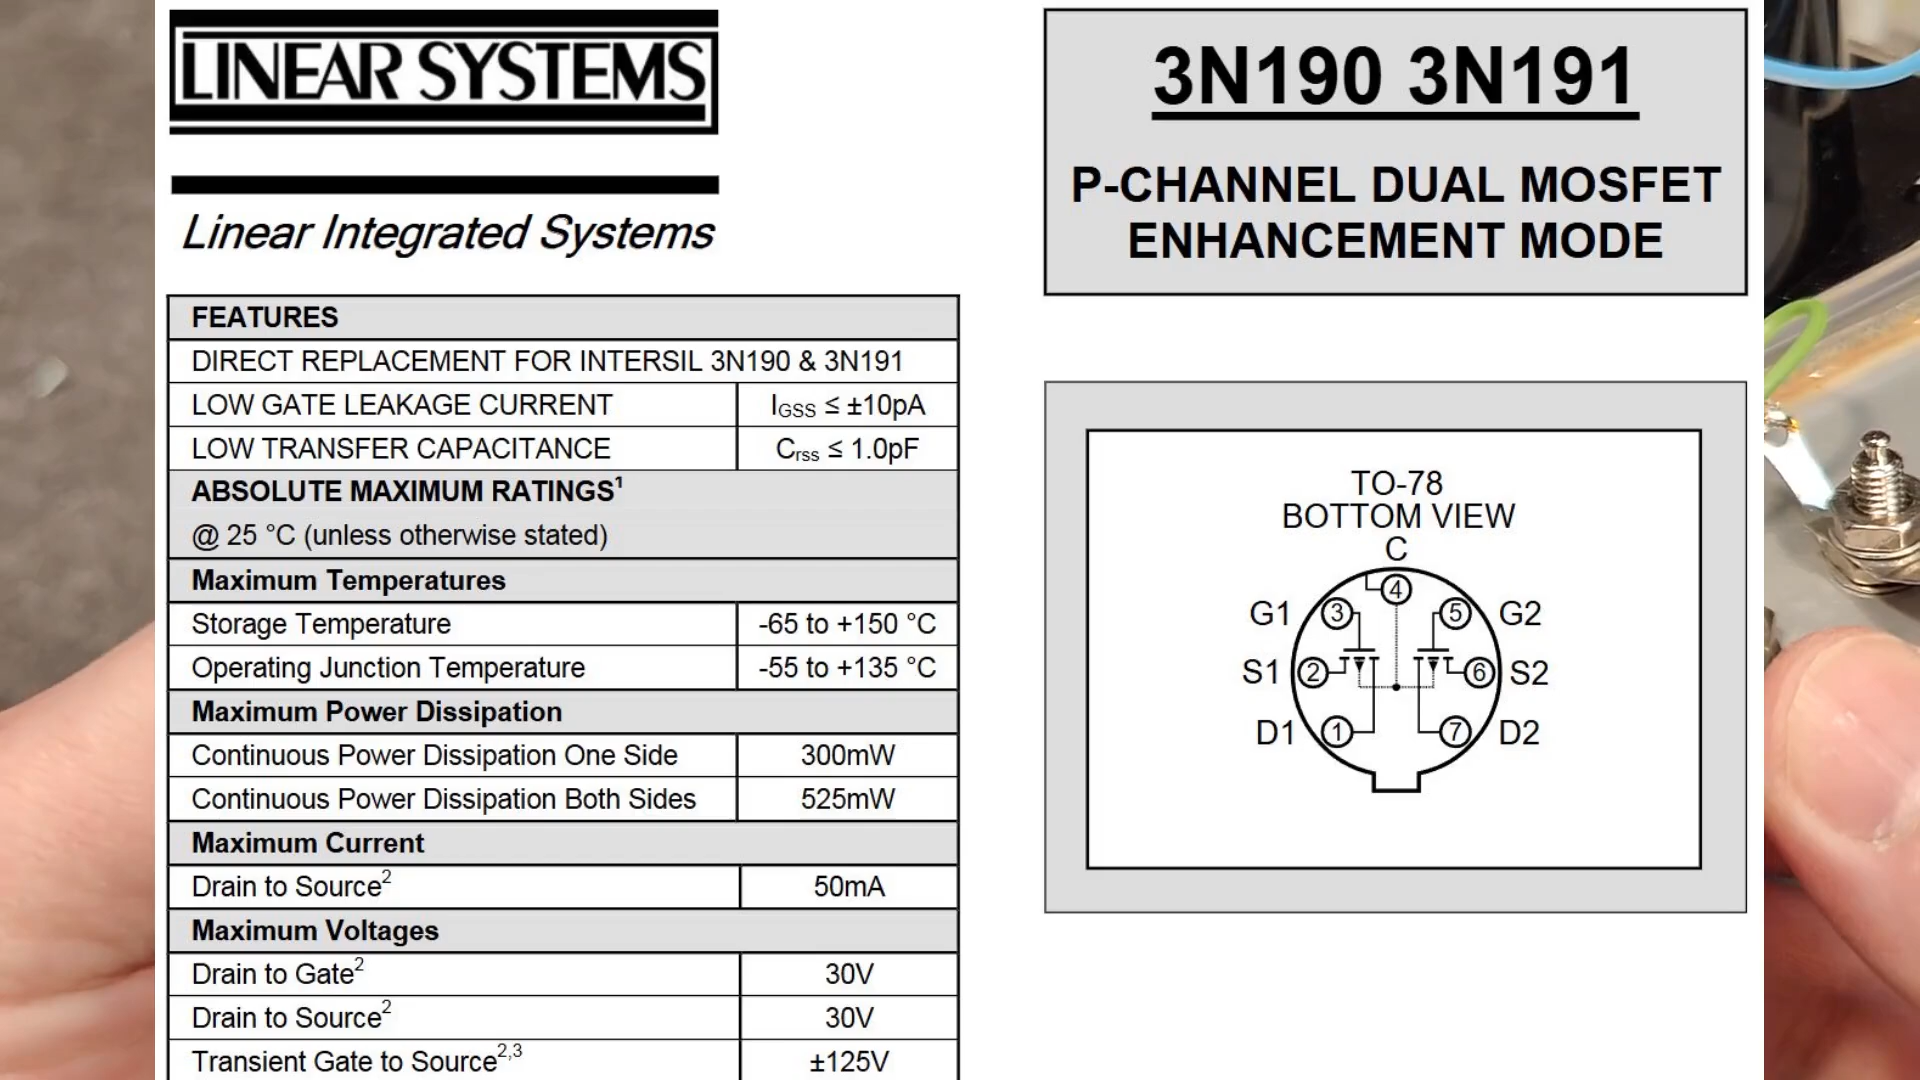 LINEAR SYSTEMS
Linear Integrated Systems
3N190 3N191
P-CHANNEL DUAL MOSFET
ENHANCEMENT MODE
FEATURES
DIRECT REPLACEMENT FOR INTERSIL 3N190 & 3N191
LOW GATE LEAKAGE CURRENT IGSS ≤ ±10pA
LOW TRANSFER CAPACITANCE Crss ≤ 1.0pF
ABSOLUTE MAXIMUM RATINGS¹
@ 25 °C (unless otherwise stated)
Maximum Temperatures
Storage Temperature -65 to +150 °C
Operating Junction Temperature -55 to +135 °C
Maximum Power Dissipation
Continuous Power Dissipation One Side 300mW
Continuous Power Dissipation Both Sides 525mW
Maximum Current
Drain to Source² 50mA
Maximum Voltages
Drain to Gate² 30V
Drain to Source² 30V
Transient Gate to Source²,³ ±125V
TO-78
BOTTOM VIEW
C
4
G1 3 5 G2
S1 2 6 S2
D1 1 7 D2